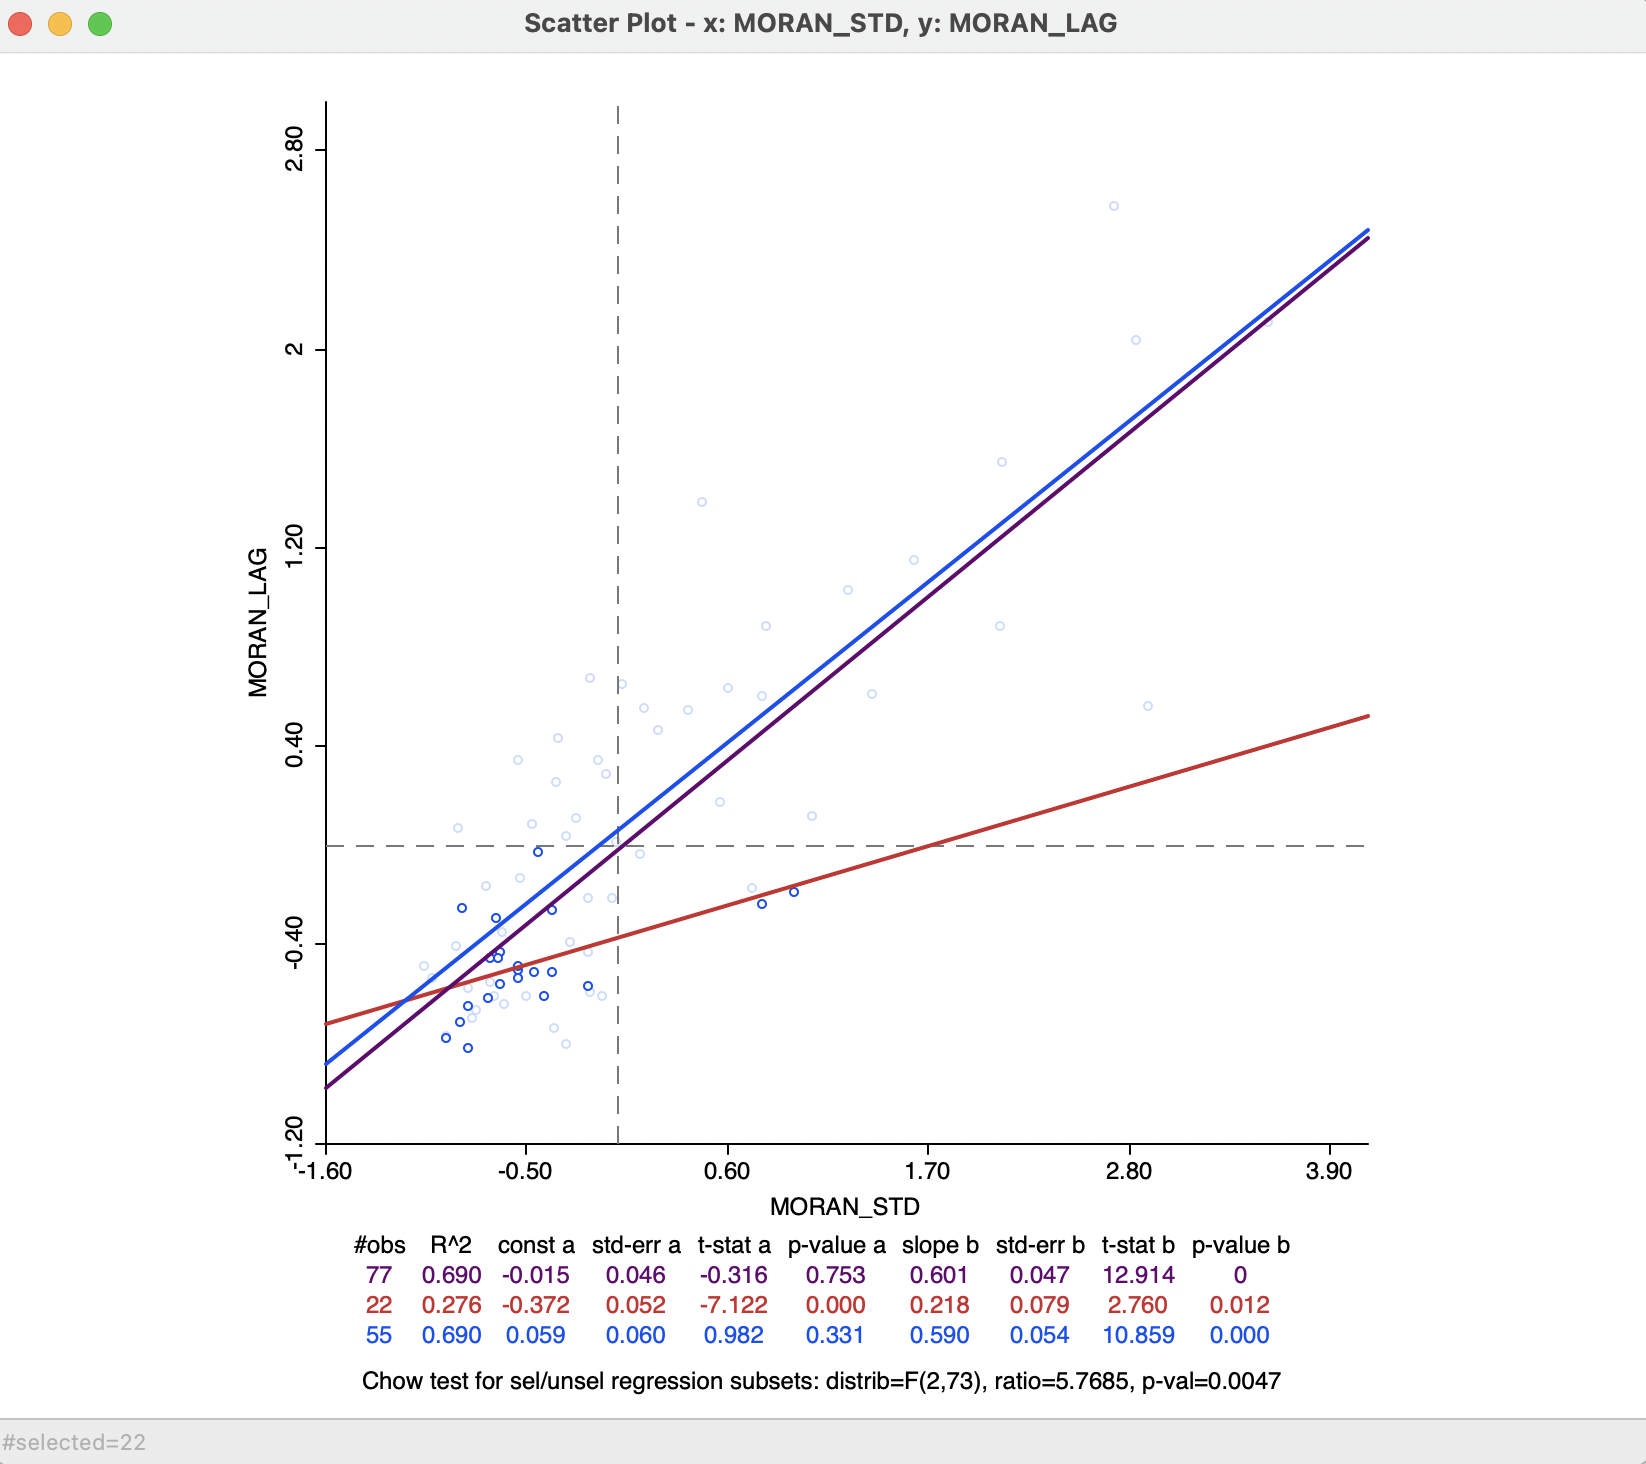 Scatter Plot - x: MORAN_STD, y: MORAN_LAG
2.80
2
1.20
0.40
-0.40
-1.20
MORAN_LAG
-1.60 -0.50 0.60 1.70 2.80 3.90
MORAN_STD
#obs R^2 const a std-err a t-stat a p-value a slope b std-err b t-stat b p-value b
77 0.690 -0.015 0.046 -0.316 0.753 0.601 0.047 12.914 0
22 0.276 -0.372 0.052 -7.122 0.000 0.218 0.079 2.760 0.012
55 0.690 0.059 0.060 0.982 0.331 0.590 0.054 10.859 0.000
Chow test for sel/unsel regression subsets: distrib=F(2,73), ratio=5.7685, p-val=0.0047
#selected=22